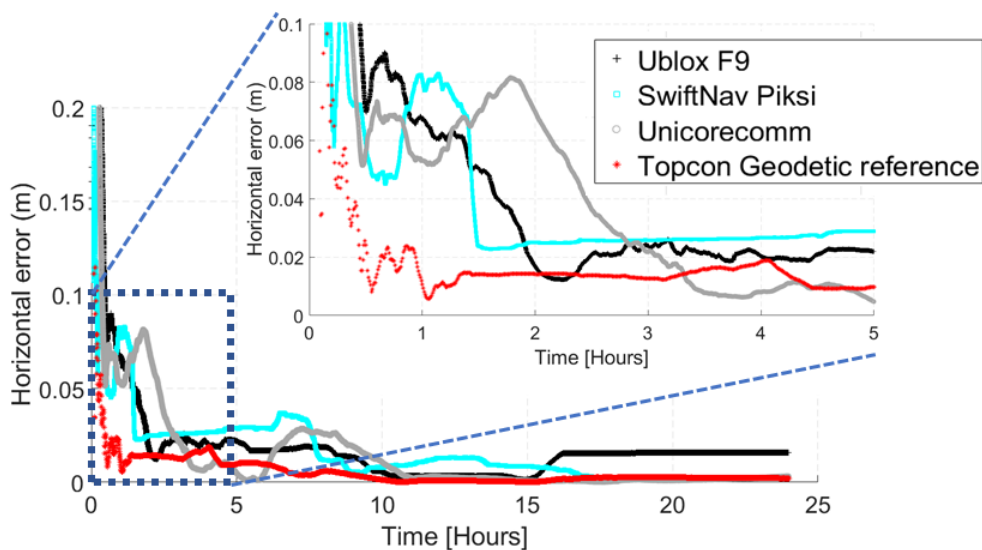 0.1
0.08
0.06
0.04
0.02
0
Horizontal error (m)
0 1 2 3 4 5
Time [Hours]
Ublox F9
SwiftNav Piksi
Unicorecomm
Topcon Geodetic reference
0.2
0.15
0.1
0.05
0
Horizontal error (m)
0 5 10 15 20 25
Time [Hours]